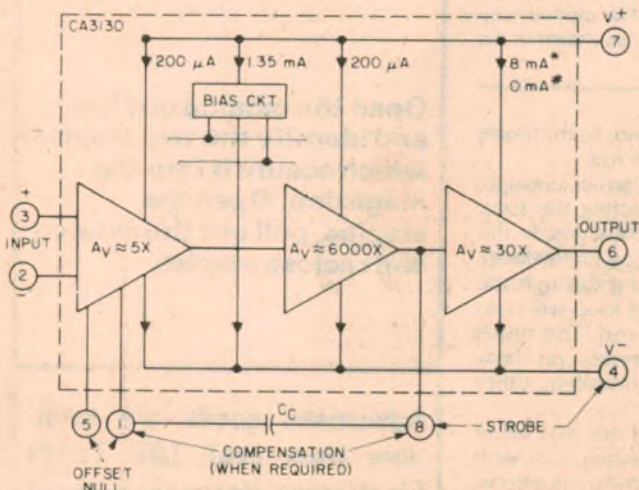 V+
7
CA3130
200 µA
1.35 mA
200 µA
8 mA*
0 mA#
BIAS CKT
+
3
INPUT
2
-
AV≈5X
AV≈6000X
AV≈30X
OUTPUT
6
V-
4
CC
5
1
8
STROBE
OFFSET
NULL
COMPENSATION
(WHEN REQUIRED)